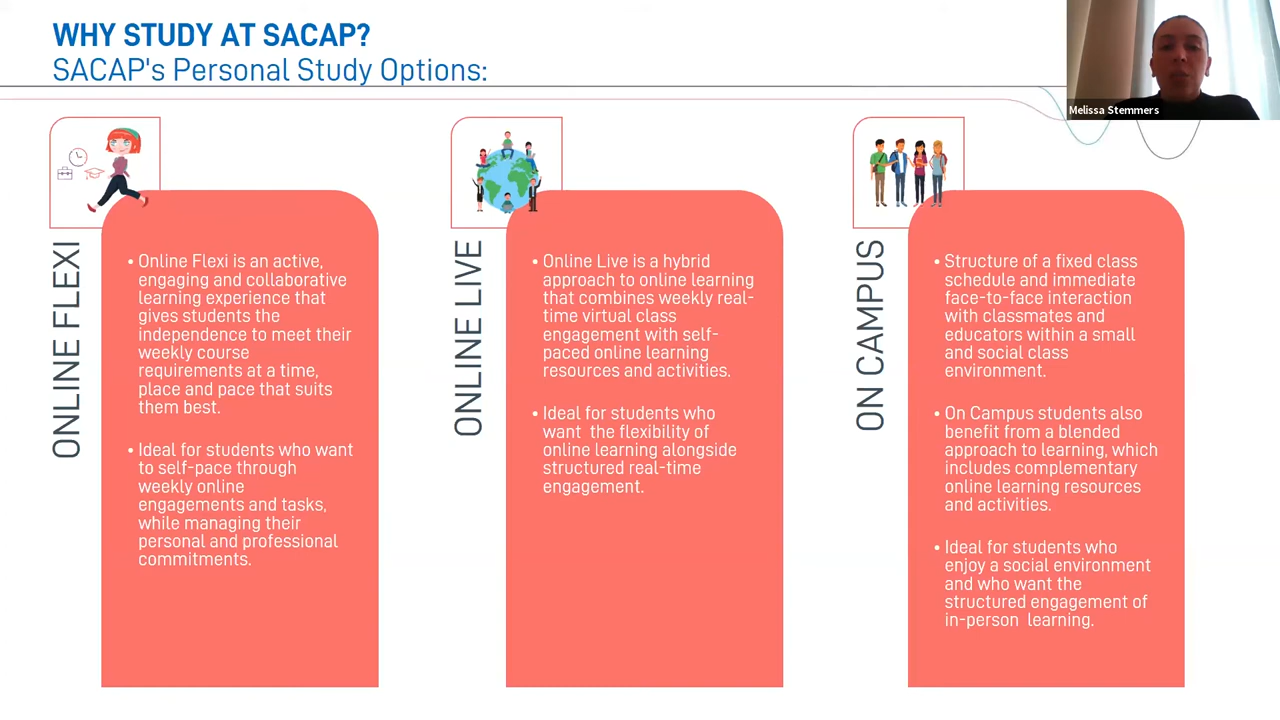 WHY STUDY AT SACAP?
SACAP's Personal Study Options:
Melissa Stemmers
ONLINE FLEXI
• Online Flexi is an active,
engaging and collaborative
learning experience that
gives students the
independence to meet their
weekly course
requirements at a time,
place and pace that suits
them best.
• Ideal for students who want
to self-pace through
weekly online
engagements and tasks,
while managing their
personal and professional
commitments.
ONLINE LIVE
• Online Live is a hybrid
approach to online learning
that combines weekly real-
time virtual class
engagement with self-
paced online learning
resources and activities.
• Ideal for students who
want the flexibility of
online learning alongside
structured real-time
engagement.
ON CAMPUS
• Structure of a fixed class
schedule and immediate
face-to-face interaction
with classmates and
educators within a small
and social class
environment.
• On Campus students also
benefit from a blended
approach to learning, which
includes complementary
online learning resources
and activities.
• Ideal for students who
enjoy a social environment
and who want the
structured engagement of
in-person learning.